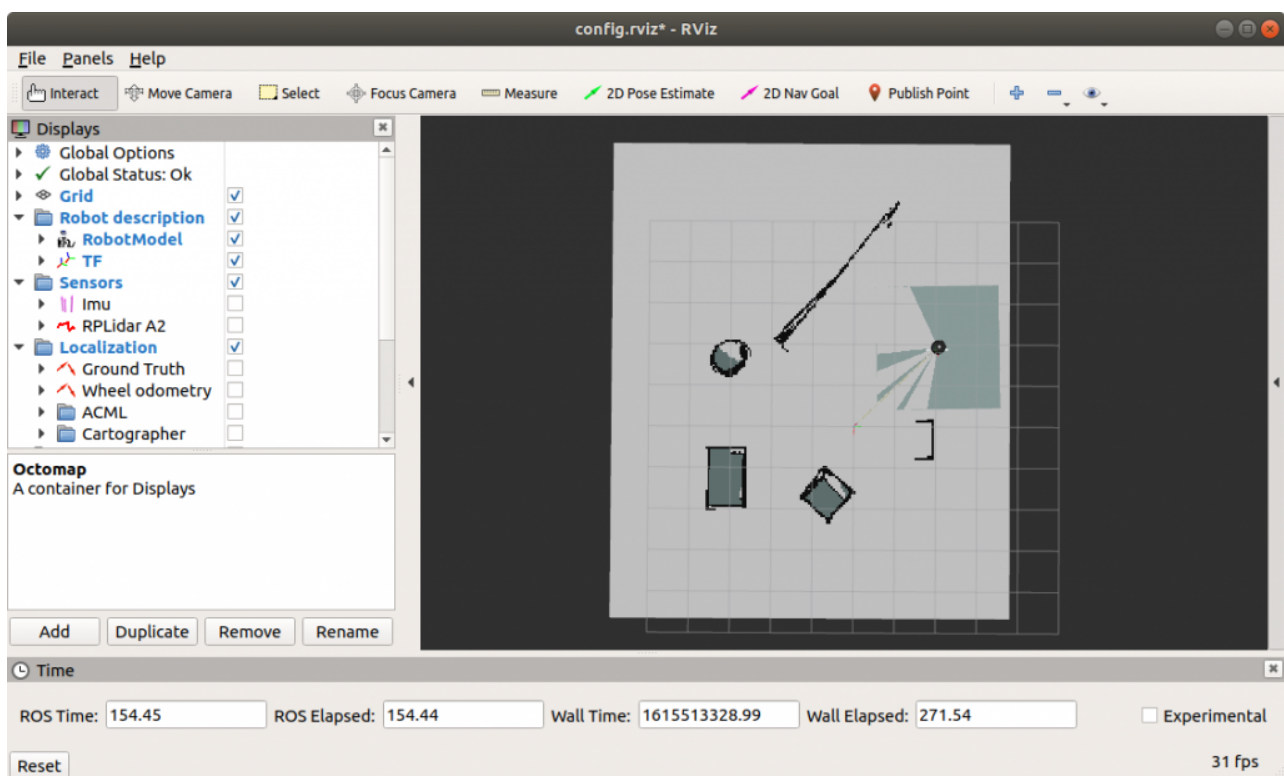 config.rviz* - RViz
File Panels Help
Interact Move Camera Select Focus Camera Measure 2D Pose Estimate 2D Nav Goal Publish Point
Displays
Global Options
Global Status: Ok
Grid
Robot description
RobotModel
TF
Sensors
Imu
RPLidar A2
Localization
Ground Truth
Wheel odometry
ACML
Cartographer
Octomap
A container for Displays
Add Duplicate Remove Rename
Time
ROS Time: 154.45 ROS Elapsed: 154.44 Wall Time: 1615513328.99 Wall Elapsed: 271.54 Experimental
Reset 31 fps